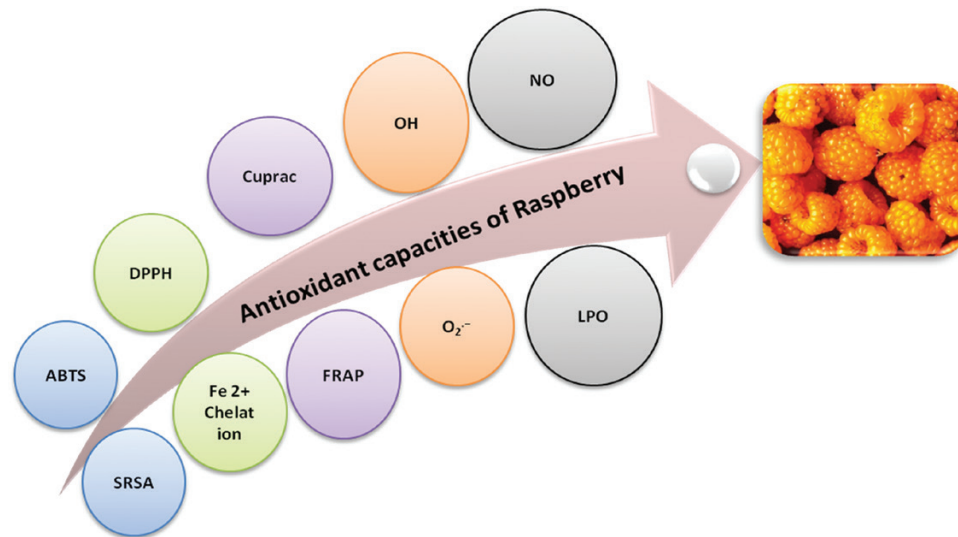 NO
OH
Cuprac
DPPH
ABTS
Antioxidant capacities of Raspberry
SRSA
Fe 2+
Chelat
ion
FRAP
O₂·⁻
LPO